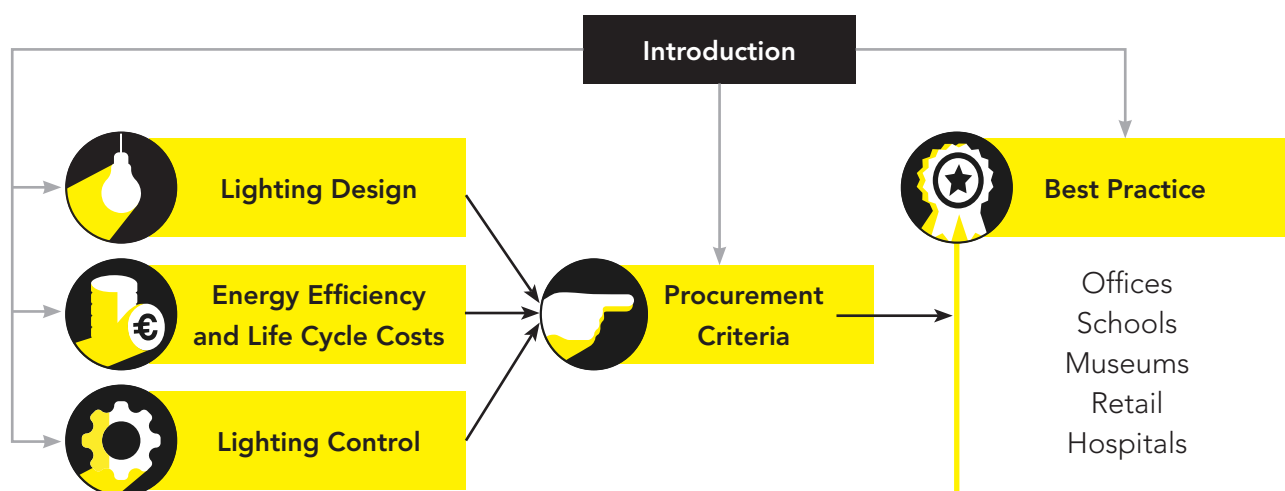 Introduction
Lighting Design
Energy Efficiency
and Life Cycle Costs
€
Lighting Control
Procurement
Criteria
Best Practice
Offices
Schools
Museums
Retail
Hospitals